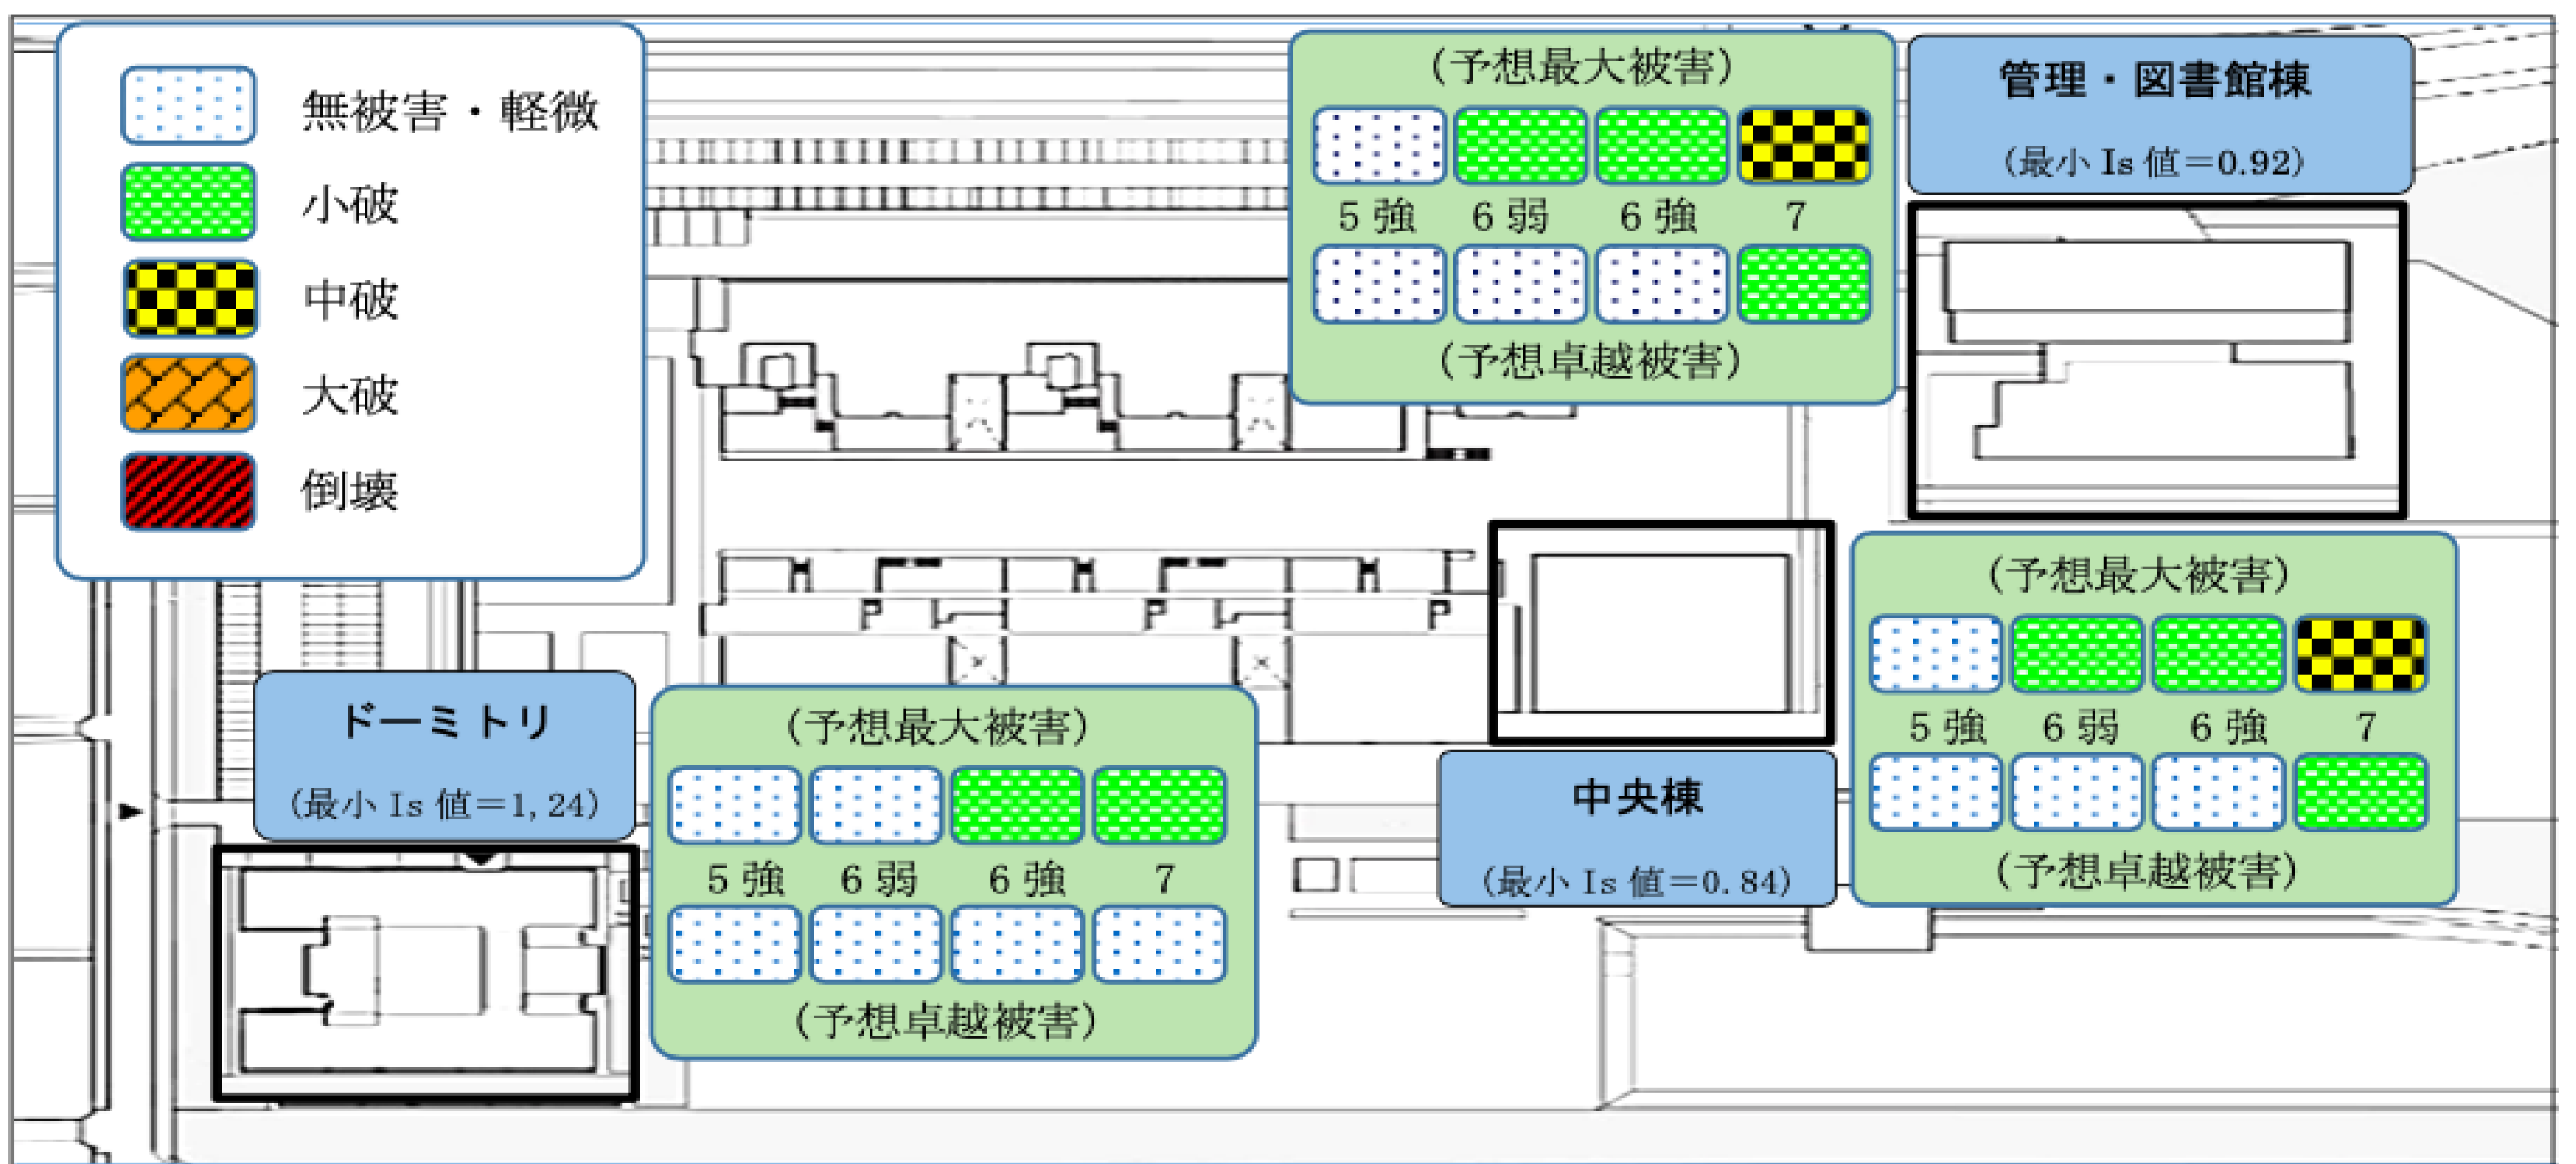 無被害・軽微
小破
中破
大破
倒壊
(予想最大被害)
5強 6弱 6強 7
(予想卓越被害)
管理・図書館棟
(最小 Is 値＝0.92)
(予想最大被害)
5強 6弱 6強 7
(予想卓越被害)
中央棟
(最小 Is 値＝0.84)
ドーミトリ
(最小 Is 値＝1,24)
(予想最大被害)
5強 6弱 6強 7
(予想卓越被害)